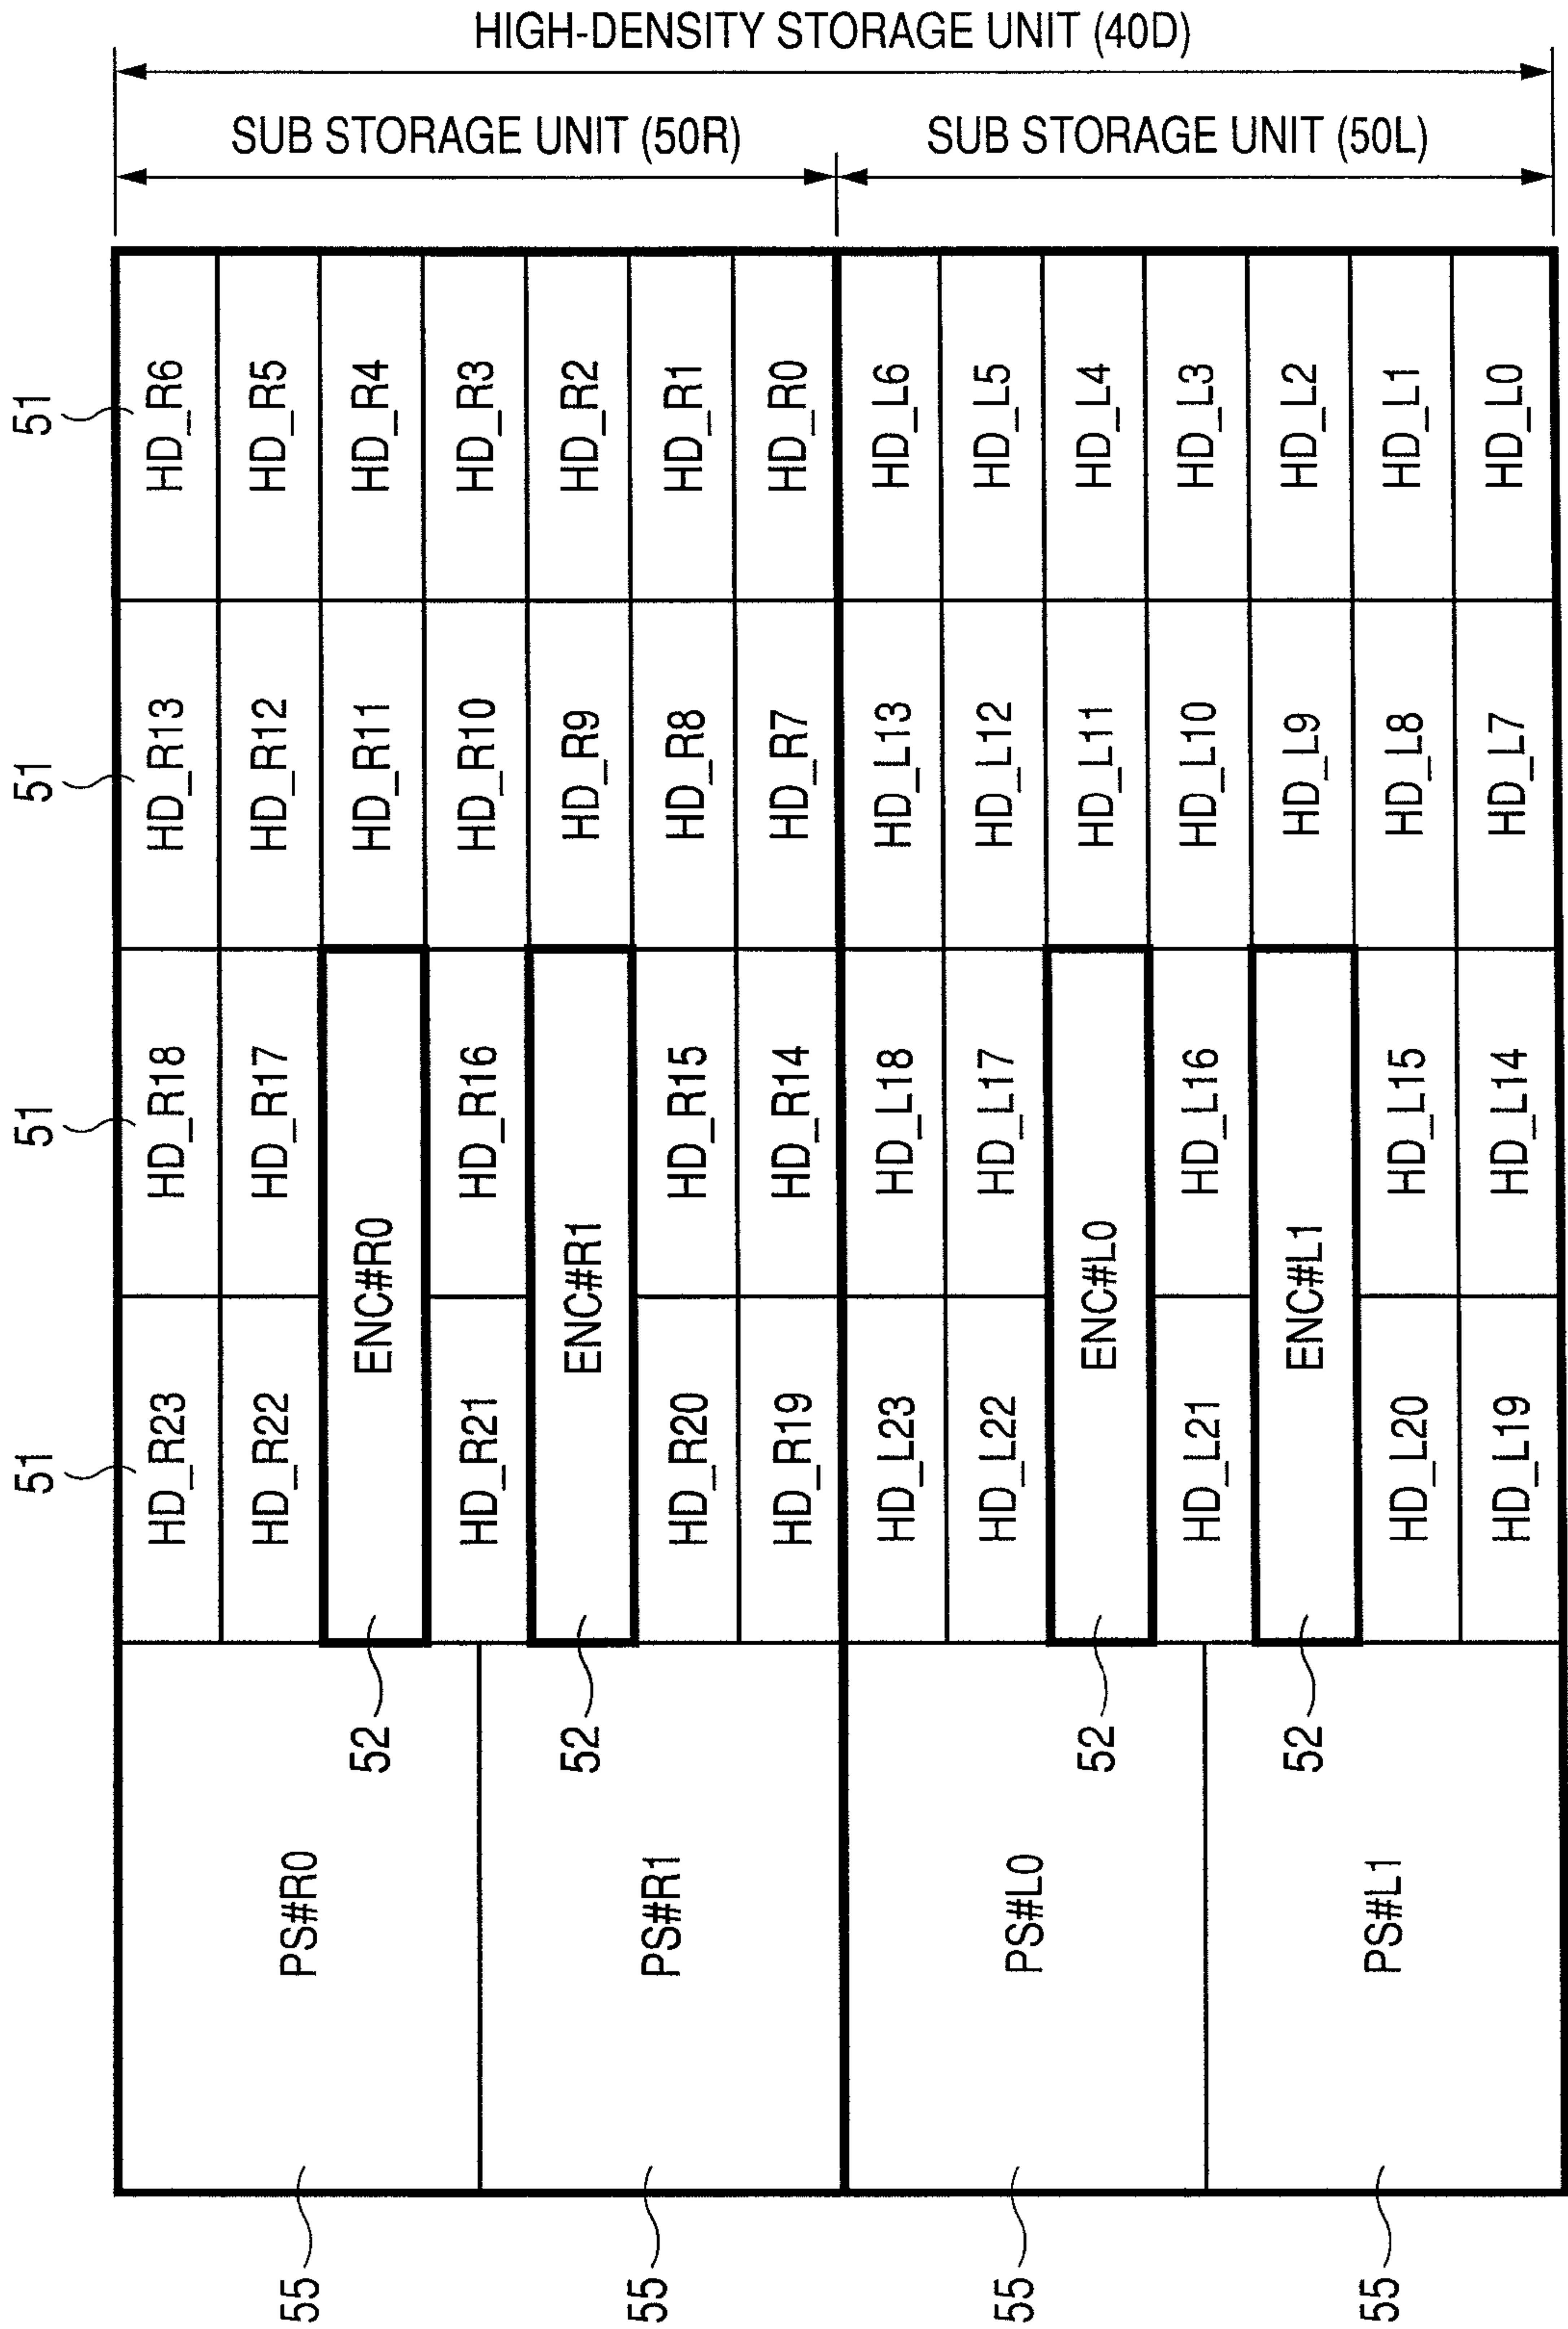 HIGH-DENSITY STORAGE UNIT (40D)
SUB STORAGE UNIT (50R)
SUB STORAGE UNIT (50L)
51
HD_R6
HD_R5
HD_R4
HD_R3
HD_R2
HD_R1
HD_R0
HD_L6
HD_L5
HD_L4
HD_L3
HD_L2
HD_L1
HD_L0
51
HD_R13
HD_R12
HD_R11
HD_R10
HD_R9
HD_R8
HD_R7
HD_L13
HD_L12
HD_L11
HD_L10
HD_L9
HD_L8
HD_L7
51
HD_R18
HD_R17
HD_R16
HD_R15
HD_R14
HD_L18
HD_L17
HD_L16
HD_L15
HD_L14
ENC#R0
ENC#R1
ENC#L0
ENC#L1
51
HD_R23
HD_R22
HD_R21
HD_R20
HD_R19
HD_L23
HD_L22
HD_L21
HD_L20
HD_L19
52
52
52
52
PS#R0
PS#R1
PS#L0
PS#L1
55
55
55
55